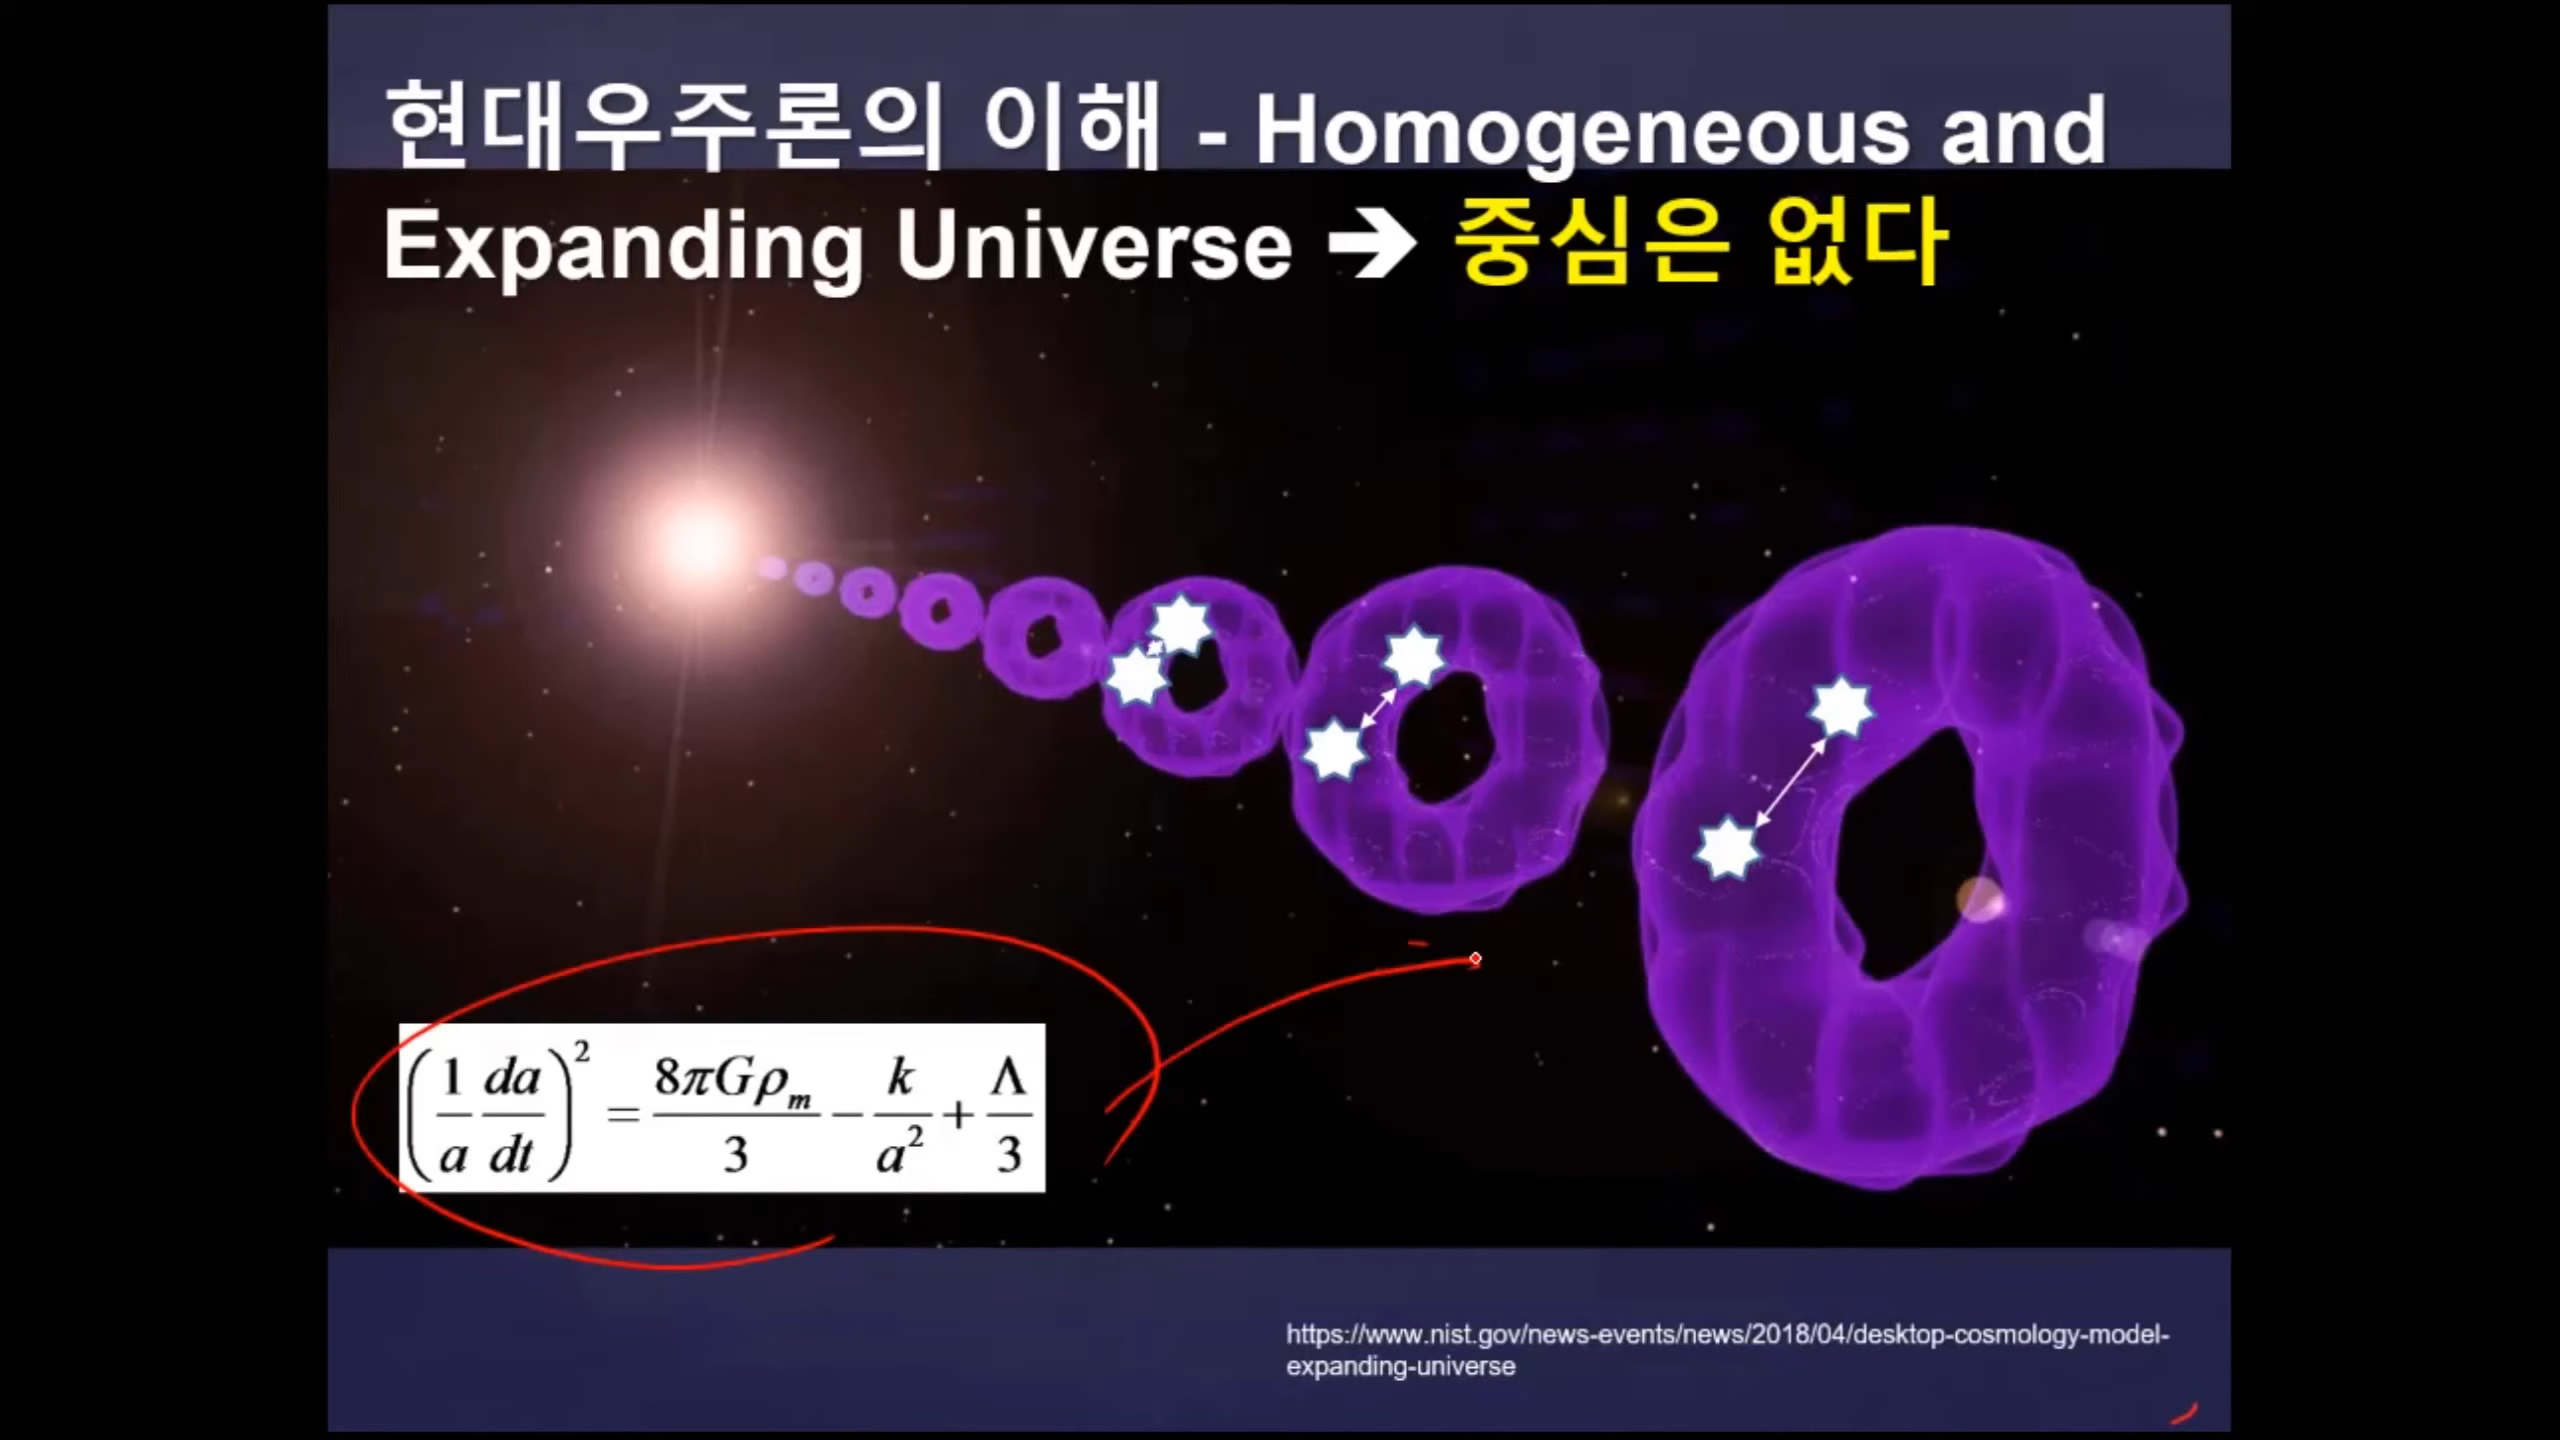 현대우주론의 이해 - Homogeneous and
Expanding Universe ➔ 중심은 없다
(1/a da/dt)² = 8πGρₘ/3 − k/a² + Λ/3
https://www.nist.gov/news-events/news/2018/04/desktop-cosmology-model-
expanding-universe